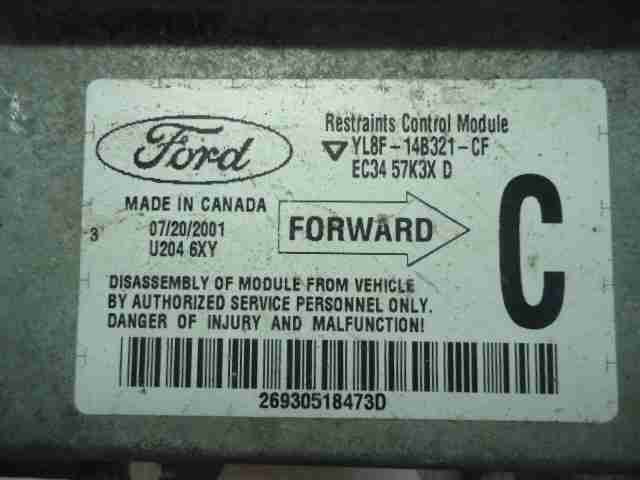 Ford
Restraints Control Module
YL8F-14B321-CF
EC34 57K3X D
MADE IN CANADA
07/20/2001
U204 6XY
3
FORWARD
C
DISASSEMBLY OF MODULE FROM VEHICLE
BY AUTHORIZED SERVICE PERSONNEL ONLY.
DANGER OF INJURY AND MALFUNCTION!
26930518473D